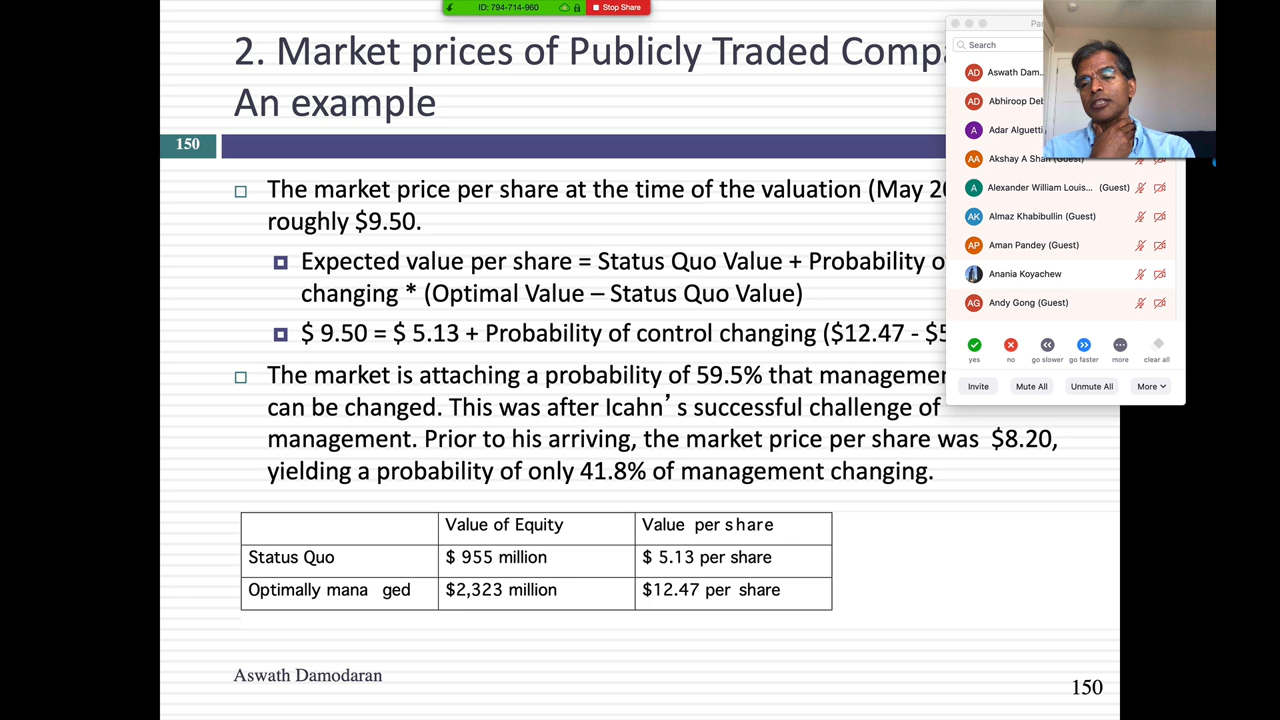 ID: 794-714-960
Stop Share
2. Market prices of Publicly Traded
An example
150
The market price per share at the time of the valuation (May
roughly $9.50.
Expected value per share = Status Quo Value + Probability
changing * (Optimal Value – Status Quo Value)
$ 9.50 = $ 5.13 + Probability of control changing ($12.47 -
The market is attaching a probability of 59.5% that
can be changed. This was after Icahn’s successful challenge of
management. Prior to his arriving, the market price per share was $8.20,
yielding a probability of only 41.8% of management changing.
Value of Equity Value per share
Status Quo $ 955 million $ 5.13 per share
Optimally mana ged $2,323 million $12.47 per share
Aswath Damodaran
150
Search
AD Aswath Dam...
AD Abhiroop
A Adar Alguetti
AA Akshay A Shah (Guest)
A Alexander William Louis... (Guest)
AK Almaz Khabibullin (Guest)
AP Aman Pandey (Guest)
Anania Koyachew
AG Andy Gong (Guest)
yes no go slower go faster more clear all
Invite Mute All Unmute All More